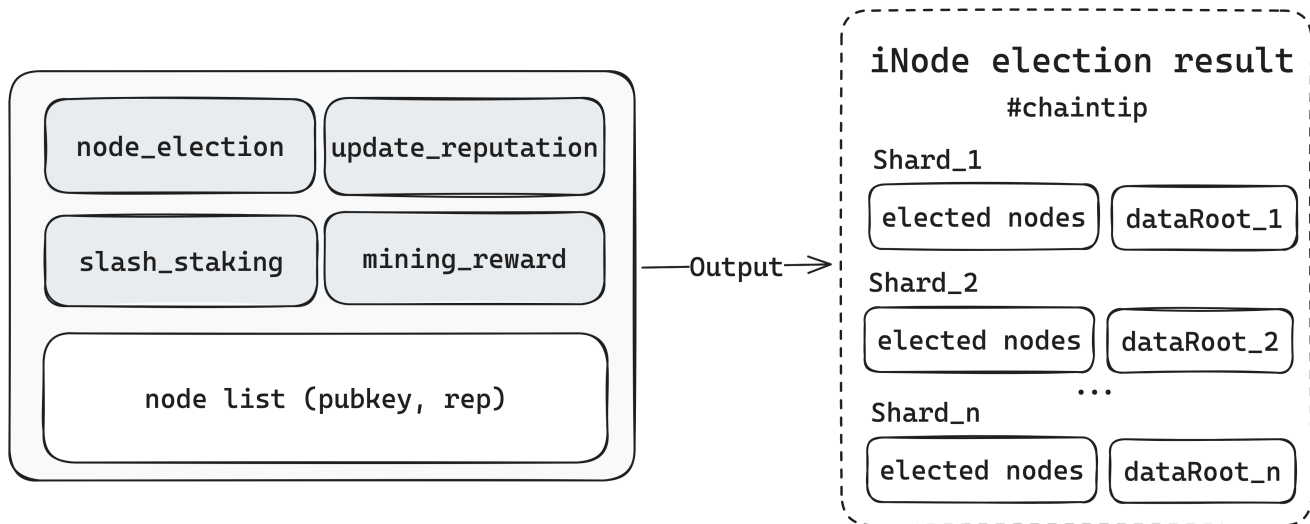 node_election
update_reputation
slash_staking
mining_reward
node list (pubkey, rep)
Output
iNode election result
#chaintip
Shard_1
elected nodes
dataRoot_1
Shard_2
elected nodes
dataRoot_2
...
Shard_n
elected nodes
dataRoot_n